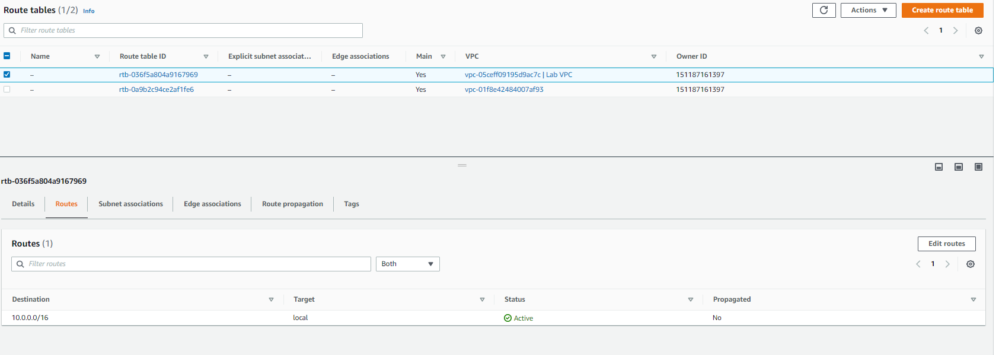 Route tables (1/2) Info
Actions Create route table
Filter route tables
1
Name Route table ID Explicit subnet associat... Edge associations Main VPC Owner ID
– rtb-036f5a804a9167969 – – Yes vpc-05ceff09195d9ac7c | Lab VPC 151187161397
– rtb-0a9b2c94ce2af1fe6 – – Yes vpc-01f8e42484007af93 151187161397
rtb-036f5a804a9167969
Details Routes Subnet associations Edge associations Route propagation Tags
Routes (1)
Edit routes
Filter routes Both 1
Destination Target Status Propagated
10.0.0.0/16 local Active No